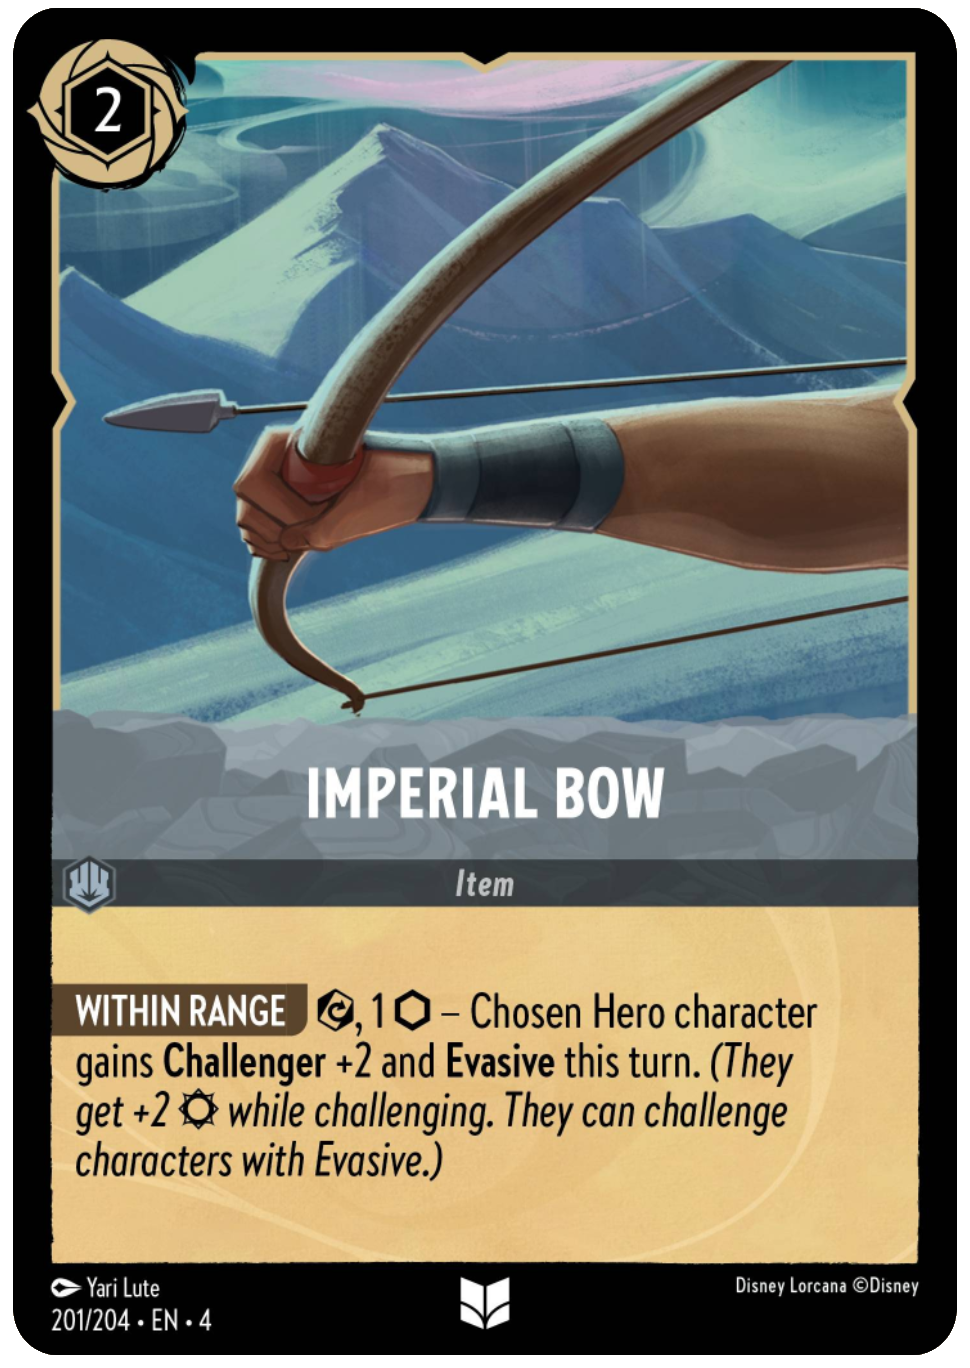 2
IMPERIAL BOW
Item
WITHIN RANGE , 1 – Chosen Hero character
gains Challenger +2 and Evasive this turn. (They
get +2 while challenging. They can challenge
characters with Evasive.)
Yari Lute
201/204 • EN • 4
Disney Lorcana ©Disney